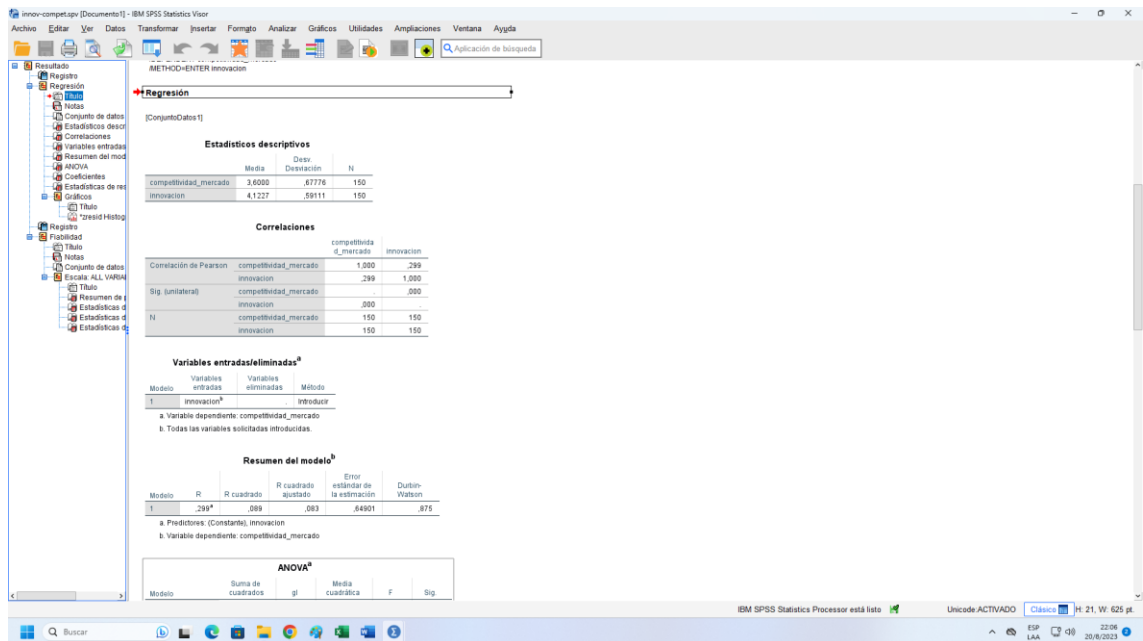 innov-compet.spv [Documento1] - IBM SPSS Statistics Visor
Archivo Editar Ver Datos Transformar Insertar Formato Analizar Gráficos Utilidades Ampliaciones Ventana Ayuda
Aplicación de búsqueda
Resultado
Registro
Regresión
Título
Notas
Conjunto de datos
Estadísticos descr
Correlaciones
Variables entradas
Resumen del mod
ANOVA
Coeficientes
Estadísticas de res
Gráficos
Título
*zresid Histog
Registro
Fiabilidad
Título
Notas
Conjunto de datos
Escala: ALL VARIAI
Título
Resumen de
Estadísticas d
Estadísticas d
Estadísticas d
/METHOD=ENTER innovacion
Regresión
[ConjuntoDatos1]
Estadísticos descriptivos
Media Desv. Desviación N
competitividad_mercado 3,6000 ,67776 150
innovacion 4,1227 ,59111 150
Correlaciones
competitividad_mercado innovacion
Correlación de Pearson competitividad_mercado 1,000 ,299
innovacion ,299 1,000
Sig. (unilateral) competitividad_mercado . ,000
innovacion ,000 .
N competitividad_mercado 150 150
innovacion 150 150
Variables entradas/eliminadas^a
Modelo Variables entradas Variables eliminadas Método
1 innovacion^b . Introducir
a. Variable dependiente: competitividad_mercado
b. Todas las variables solicitadas introducidas.
Resumen del modelo^b
Modelo R R cuadrado R cuadrado ajustado Error estándar de la estimación Durbin-Watson
1 ,299^a ,089 ,083 ,64901 ,875
a. Predictores: (Constante), innovacion
b. Variable dependiente: competitividad_mercado
ANOVA^a
Modelo Suma de cuadrados gl Media cuadrática F Sig.
IBM SPSS Statistics Processor está listo Unicode:ACTIVADO Clásico H: 21, W: 625 pt.
Buscar
ESP LAA 22:06 20/8/2023